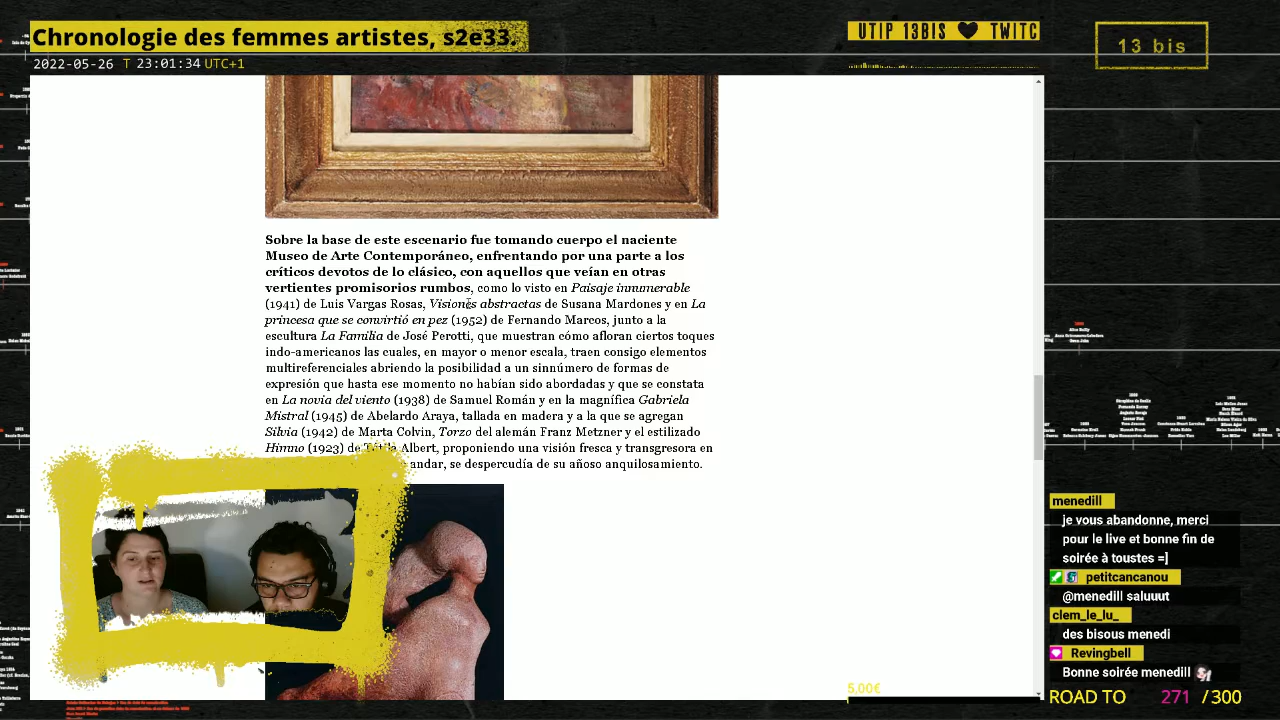 Chronologie des femmes artistes, s2e33
2022-05-26 T 23:01:34 UTC+1
UTIP 13BIS TWITC
13 bis
Sobre la base de este escenario fue tomando cuerpo el naciente
Museo de Arte Contemporáneo, enfrentando por una parte a los
críticos devotos de lo clásico, con aquellos que veían en otras
vertientes promisorios rumbos, como lo visto en Paisaje innumerable
(1941) de Luis Vargas Rosas, Visiones abstractas de Susana Mardones y en La
princesa que se convirtió en pez (1952) de Fernando Marcos, junto a la
escultura La Familia de José Perotti, que muestran cómo afloran ciertos toques
indo-americanos las cuales, en mayor o menor escala, traen consigo elementos
multireferenciales abriendo la posibilidad a un sinnúmero de formas de
expresión que hasta ese momento no habían sido abordadas y que se constata
en La novia del viento (1938) de Samuel Román y en la magnífica Gabriela
Mistral (1945) de Abelardo Araya, tallada en madera y a la que se agregan
Silvia (1942) de Marta Colvin, Torzo del alemán Franz Metzner y el estilizado
Himno (1923) de Albert, proponiendo una visión fresca y transgresora en
andar, se despercudía de su añoso anquilosamiento.
menedill
je vous abandonne, merci
pour le live et bonne fin de
soirée à toustes =]
petitcancanou
@menedill saluuut
clem_le_lu_
des bisous menedi
Revingbell
Bonne soirée menedill
5,00€
ROAD TO 271 / 300